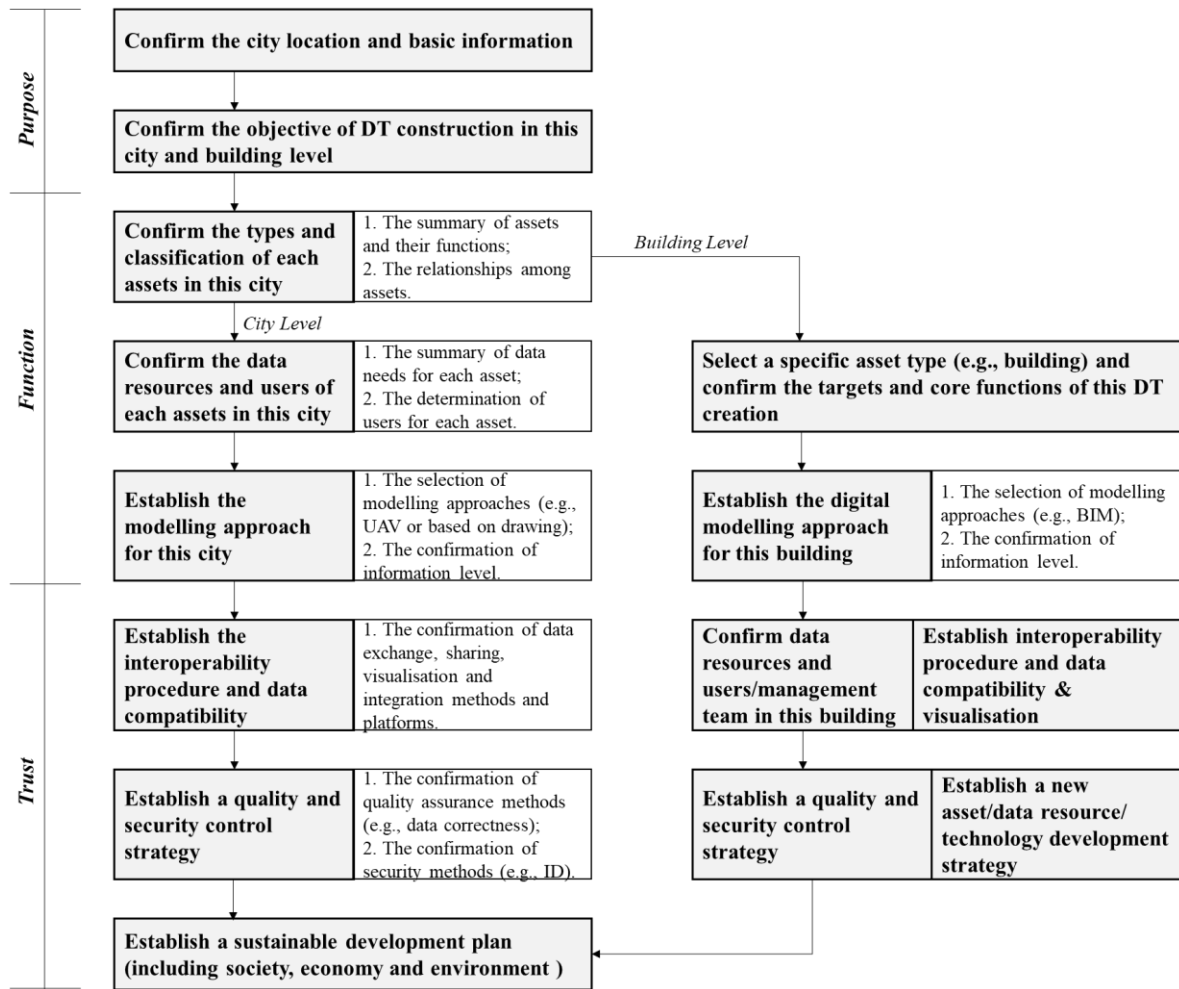 Purpose
Confirm the city location and basic information
Confirm the objective of DT construction in this
city and building level
Function
Confirm the types and
classification of each
assets in this city
1. The summary of assets
and their functions;
2. The relationships among
assets.
Building Level
City Level
Confirm the data
resources and users of
each assets in this city
1. The summary of data
needs for each asset;
2. The determination of
users for each asset.
Select a specific asset type (e.g., building) and
confirm the targets and core functions of this DT
creation
Establish the
modelling approach
for this city
1. The selection of
modelling approaches (e.g.,
UAV or based on drawing);
2. The confirmation of
information level.
Establish the digital
modelling approach
for this building
1. The selection of modelling
approaches (e.g., BIM);
2. The confirmation of
information level.
Trust
Establish the
interoperability
procedure and data
compatibility
1. The confirmation of data
exchange, sharing,
visualisation and
integration methods and
platforms.
Confirm data
resources and
users/management
team in this building
Establish interoperability
procedure and data
compatibility &
visualisation
Establish a quality and
security control
strategy
1. The confirmation of
quality assurance methods
(e.g., data correctness);
2. The confirmation of
security methods (e.g., ID).
Establish a quality and
security control
strategy
Establish a new
asset/data resource/
technology development
strategy
Establish a sustainable development plan
(including society, economy and environment )